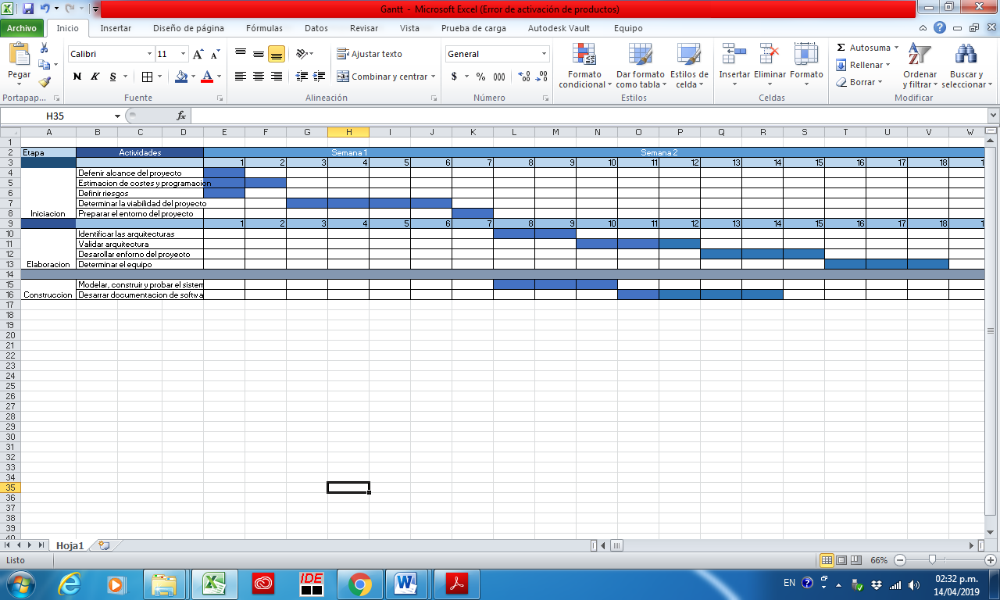 Gantt - Microsoft Excel (Error de activación de productos)
Archivo Inicio Insertar Diseño de página Fórmulas Datos Revisar Vista Prueba de carga Autodesk Vault Equipo
Calibri 11 Ajustar texto General Autosuma
Rellenar
Pegar N K S Combinar y centrar $ % 000 Formato condicional Dar formato como tabla Estilos de celda Insertar Eliminar Formato Borrar Ordenar y filtrar Buscar y seleccionar
Portapap... Fuente Alineación Número Estilos Celdas Modificar
H35 fx
A B C D E F G H I J K L M N O P Q R S T U V W
1
2 Etapa Actividades Semana 1 Semana 2
3 1 2 3 4 5 6 7 8 9 10 11 12 13 14 15 16 17 18 1
4 Defenir alcance del proyecto
5 Estimacion de costes y programacion
6 Definir riesgos
7 Determinar la viabilidad del proyecto
8 Iniciacion Preparar el entorno del proyecto
9 1 2 3 4 5 6 7 8 9 10 11 12 13 14 15 16 17 18 1
10 Identificar las arquitecturas
11 Validar arquitectura
12 Desarollar enforno del proyecto
13 Elaboracion Determinar el equipo
14
15 Modelar, construir y probar el sistem
16 Construccion Desarrar documentacion de softwa
17
18
19
20
21
22
23
24
25
26
27
28
29
30
31
32
33
34
35
36
37
38
39
40
Hoja1
Listo 66%
IDE EN 02:32 p.m.
14/04/2019